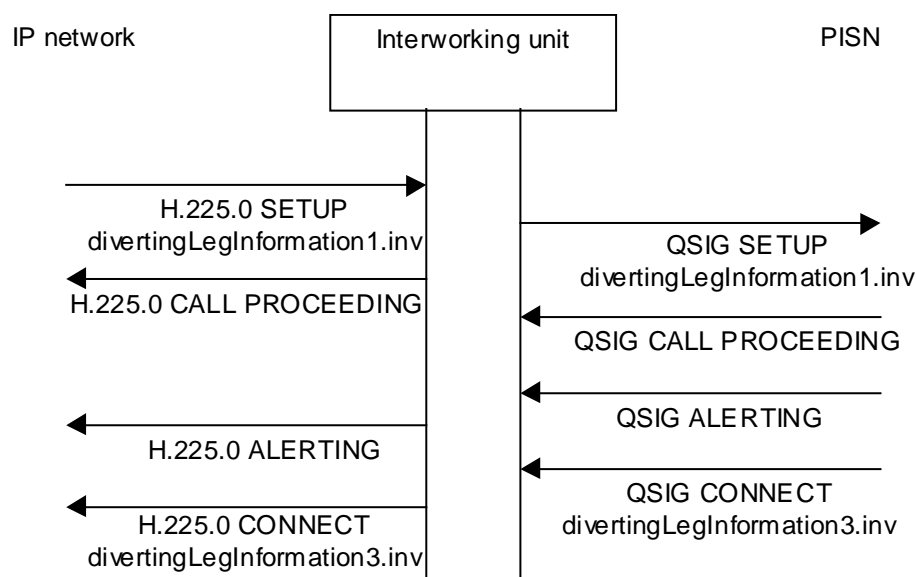 IP network
Interworking unit
PISN
H.225.0 SETUP
divertingLegInformation1.inv
QSIG SETUP
divertingLegInformation1.inv
H.225.0 CALL PROCEEDING
QSIG CALL PROCEEDING
QSIG ALERTING
H.225.0 ALERTING
QSIG CONNECT
divertingLegInformation3.inv
H.225.0 CONNECT
divertingLegInformation3.inv